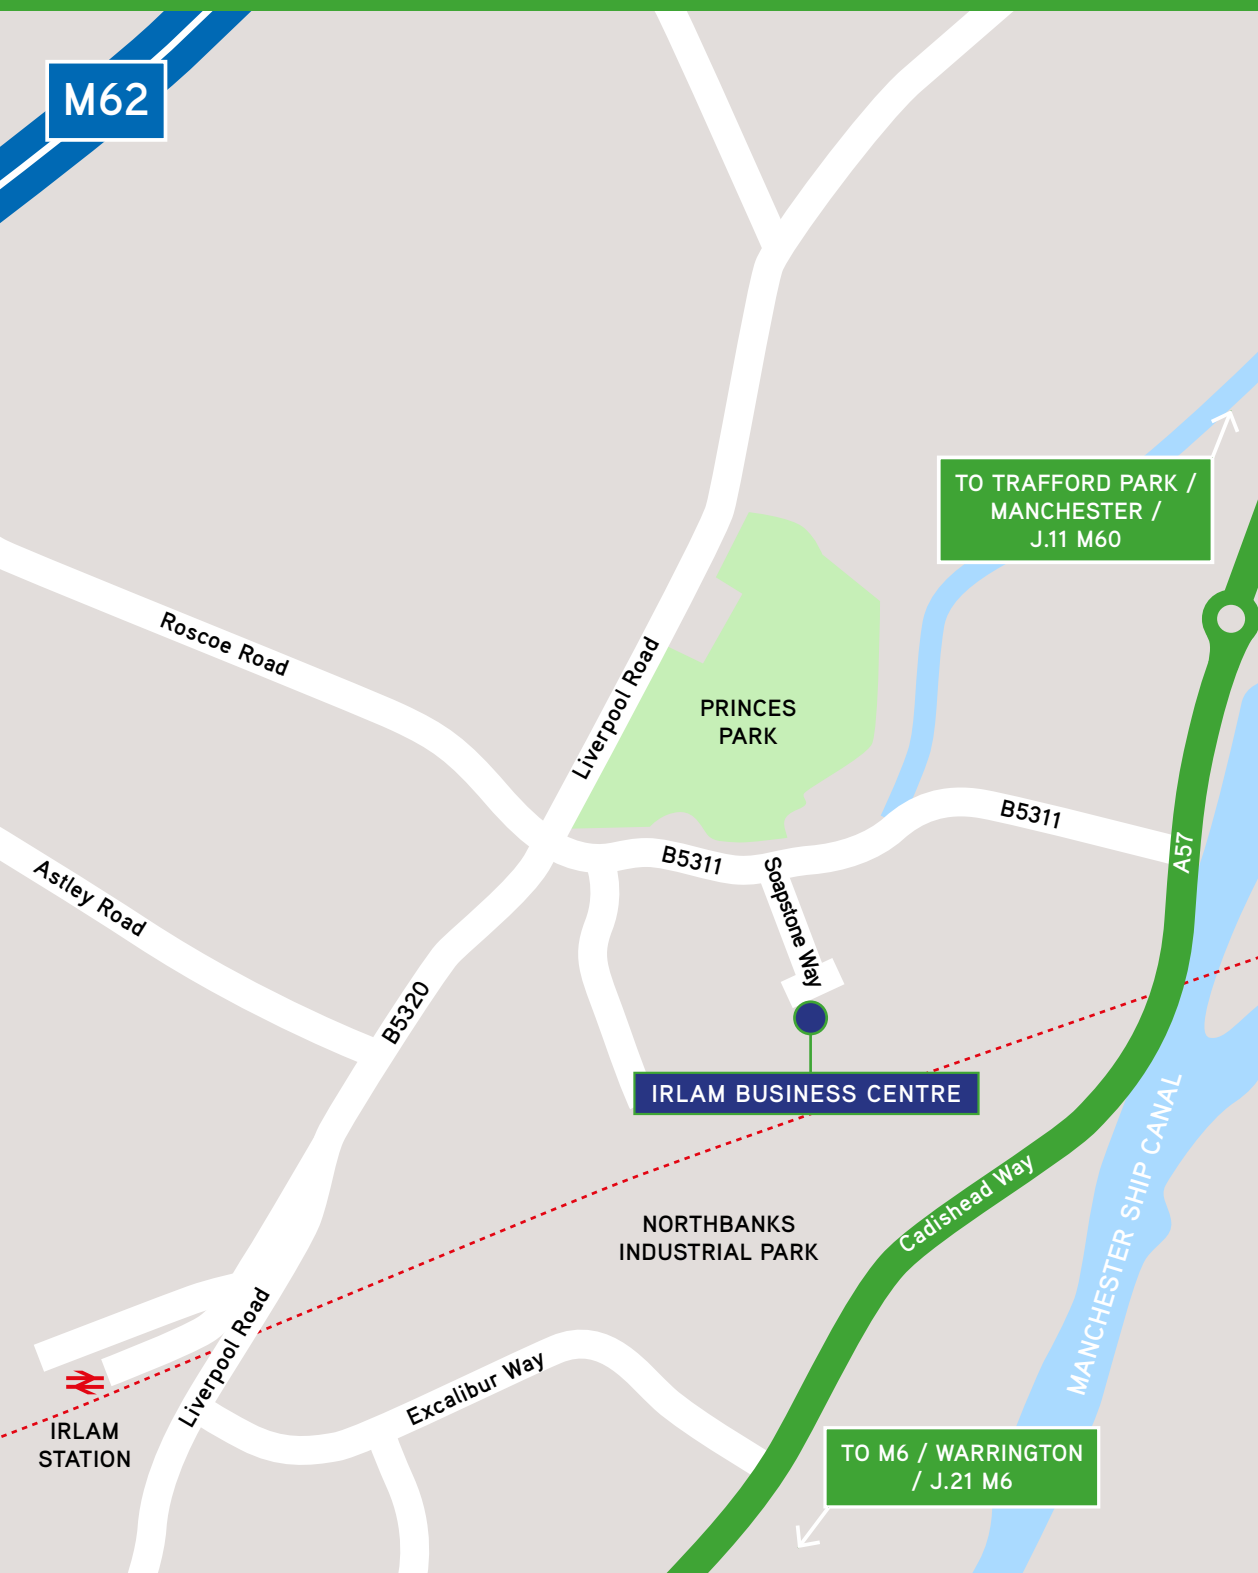 M62
TO TRAFFORD PARK /
MANCHESTER /
J.11 M60
Roscoe Road
Liverpool Road
PRINCES
PARK
B5311
B5311
A57
Soapstone Way
Astley Road
B5320
IRLAM BUSINESS CENTRE
MANCHESTER SHIP CANAL
Cadishead Way
NORTHBANKS
INDUSTRIAL PARK
Liverpool Road
Excalibur Way
IRLAM
STATION
TO M6 / WARRINGTON
/ J.21 M6